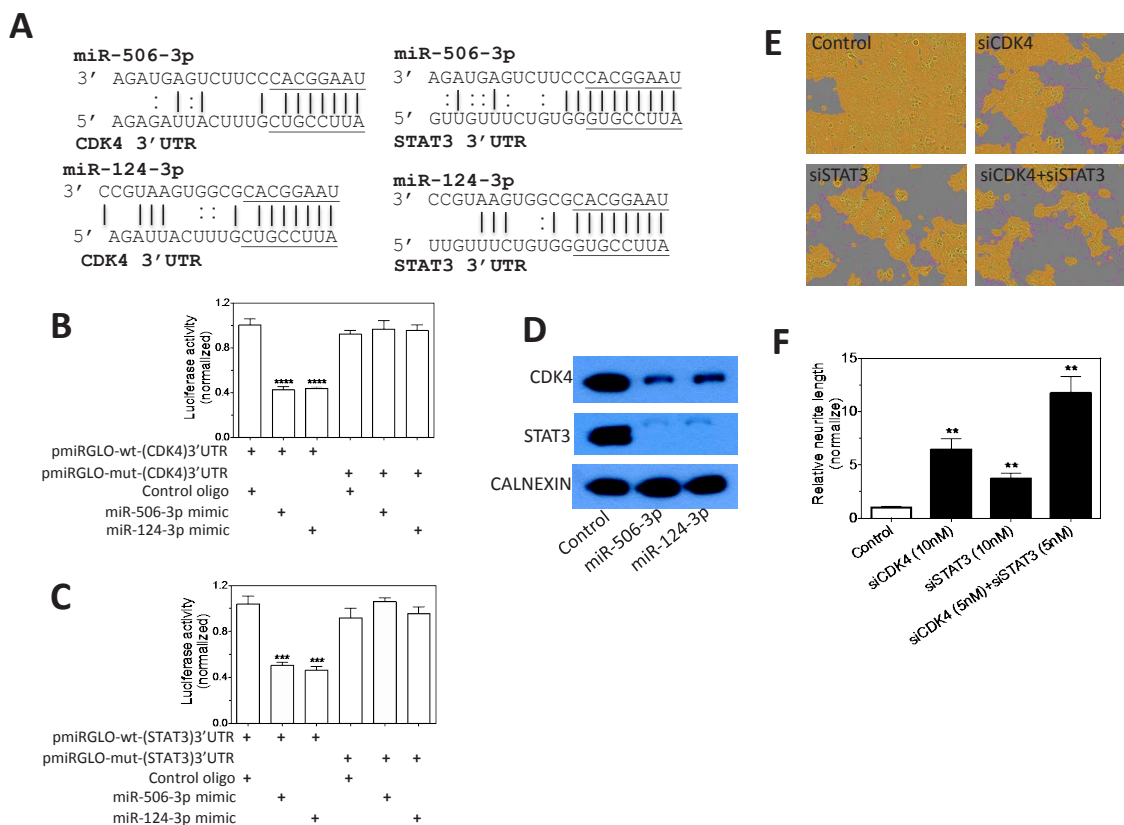 A
miR-506-3p
3’ AGAUGAGUCUUCCCACGGAAU
5’ AGAGAUUACUUUGCUGCCUUA
CDK4 3’UTR
miR-506-3p
3’ AGAUGAGUCUUCCCACGGAAU
5’ GUUGUUUCUGUGGGUGCCUUA
STAT3 3’UTR
miR-124-3p
3’ CCGUAAGUGGCGCACGGAAU
5’ AGAUUACUUUGCUGCCUUA
CDK4 3’UTR
miR-124-3p
3’ CCGUAAGUGGCGCACGGAAU
5’ UUGUUUCUGUGGGUGCCUUA
STAT3 3’UTR
B
Luciferase activity
(normalized)
1.2
0.8
0.4
0.0
**** ****
pmiRGLO-wt-(CDK4)3’UTR + + +
pmiRGLO-mut-(CDK4)3’UTR + + +
Control oligo + +
miR-506-3p mimic + +
miR-124-3p mimic + +
C
Luciferase activity
(normalized)
1.2
0.8
0.4
0.0
*** ***
pmiRGLO-wt-(STAT3)3’UTR + + +
pmiRGLO-mut-(STAT3)3’UTR + + +
Control oligo + +
miR-506-3p mimic + +
miR-124-3p mimic + +
D
CDK4
STAT3
CALNEXIN
Control
miR-506-3p
miR-124-3p
E
Control
siCDK4
siSTAT3
siCDK4+siSTAT3
F
Relative neurite length
(normalize)
15
10
5
0
** ** **
Control
siCDK4 (10nM)
siSTAT3 (10nM)
siCDK4 (5nM)+siSTAT3 (5nM)